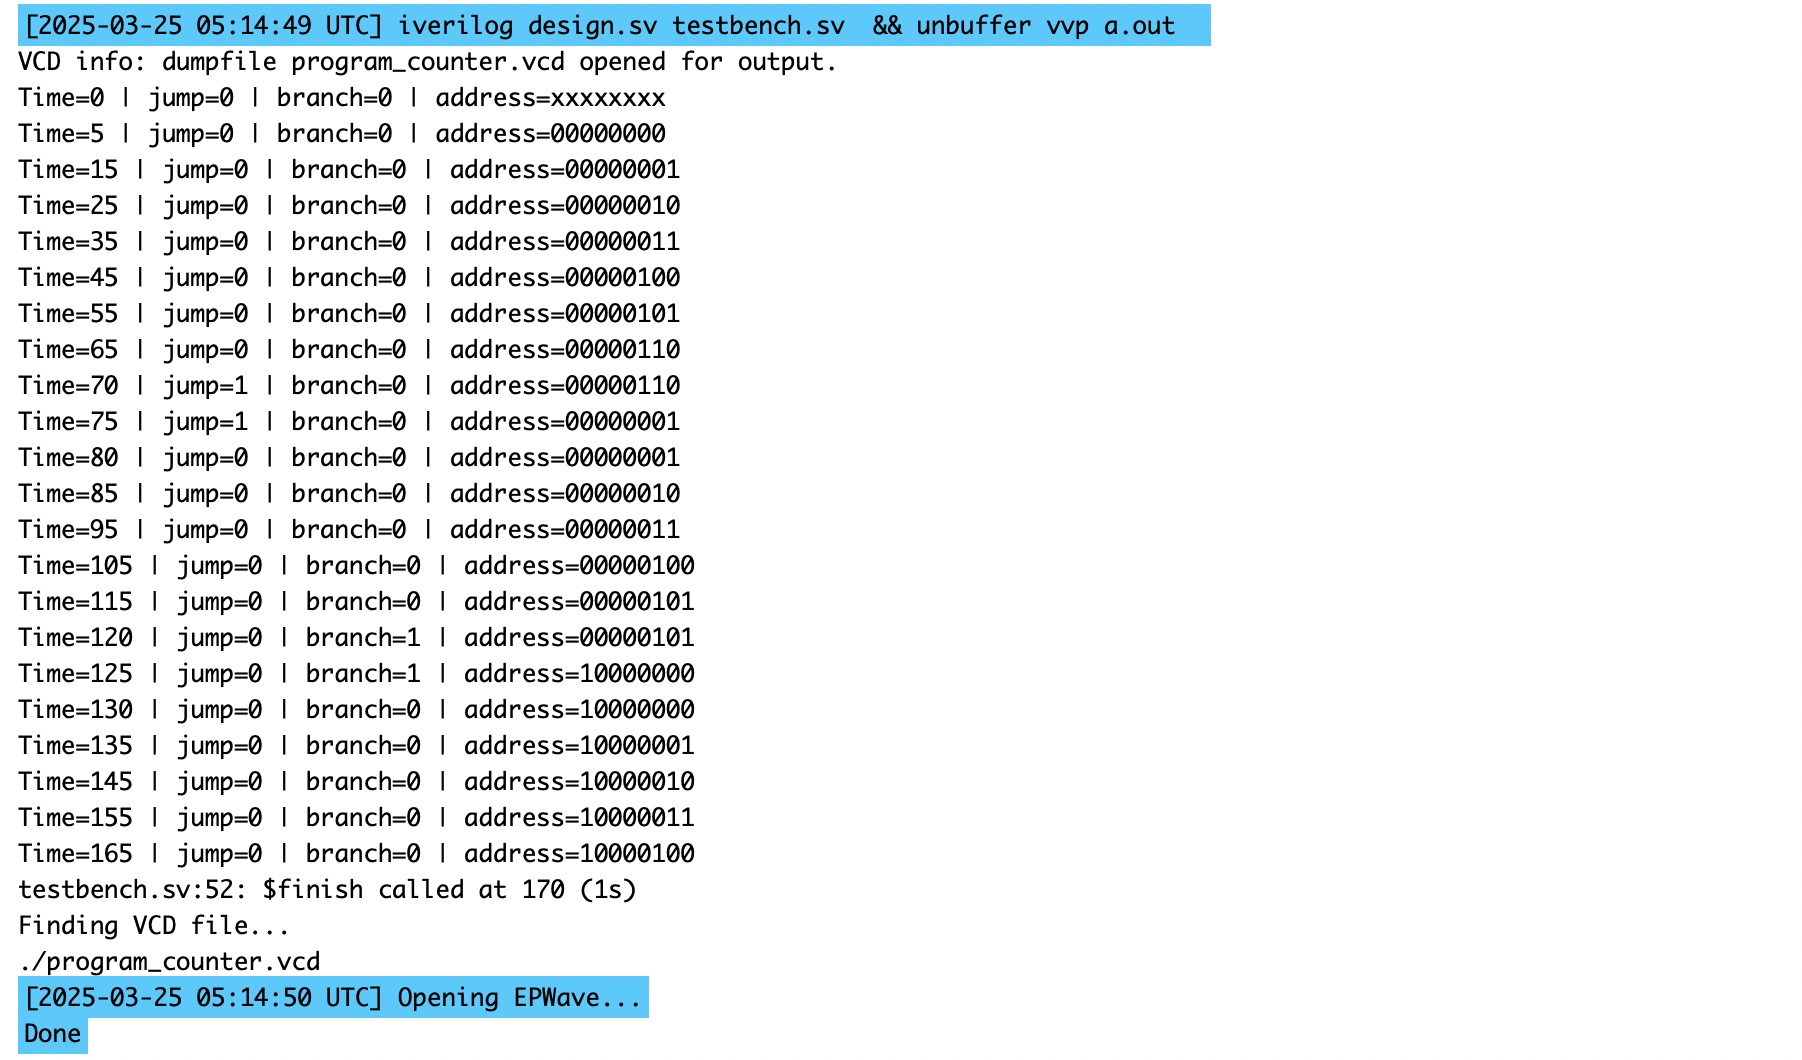 [2025-03-25 05:14:49 UTC] iverilog design.sv testbench.sv  && unbuffer vvp a.out
VCD info: dumpfile program_counter.vcd opened for output.
Time=0 | jump=0 | branch=0 | address=xxxxxxxx
Time=5 | jump=0 | branch=0 | address=00000000
Time=15 | jump=0 | branch=0 | address=00000001
Time=25 | jump=0 | branch=0 | address=00000010
Time=35 | jump=0 | branch=0 | address=00000011
Time=45 | jump=0 | branch=0 | address=00000100
Time=55 | jump=0 | branch=0 | address=00000101
Time=65 | jump=0 | branch=0 | address=00000110
Time=70 | jump=1 | branch=0 | address=00000110
Time=75 | jump=1 | branch=0 | address=00000001
Time=80 | jump=0 | branch=0 | address=00000001
Time=85 | jump=0 | branch=0 | address=00000010
Time=95 | jump=0 | branch=0 | address=00000011
Time=105 | jump=0 | branch=0 | address=00000100
Time=115 | jump=0 | branch=0 | address=00000101
Time=120 | jump=0 | branch=1 | address=00000101
Time=125 | jump=0 | branch=1 | address=10000000
Time=130 | jump=0 | branch=0 | address=10000000
Time=135 | jump=0 | branch=0 | address=10000001
Time=145 | jump=0 | branch=0 | address=10000010
Time=155 | jump=0 | branch=0 | address=10000011
Time=165 | jump=0 | branch=0 | address=10000100
testbench.sv:52: $finish called at 170 (1s)
Finding VCD file...
./program_counter.vcd
[2025-03-25 05:14:50 UTC] Opening EPWave...
Done